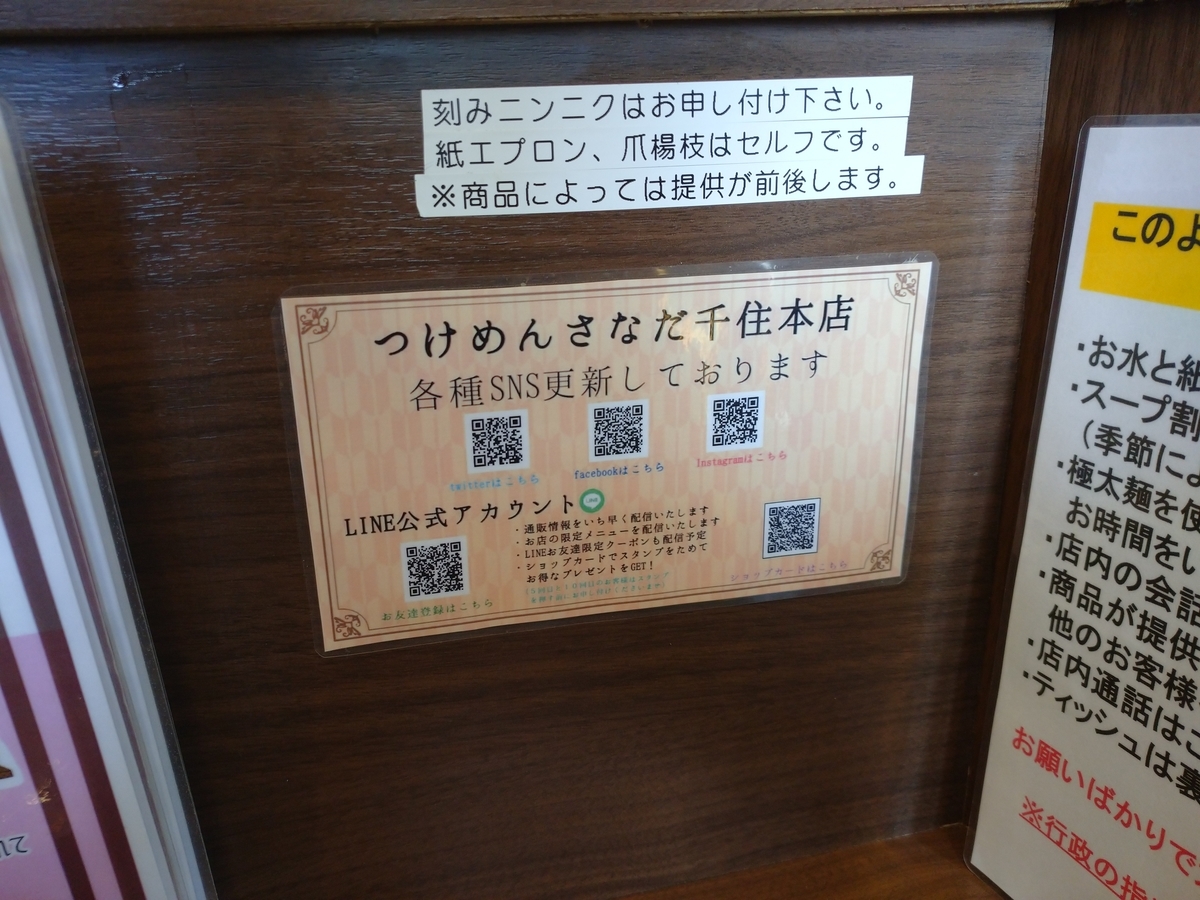 刻みニンニクはお申し付け下さい。
紙エプロン、爪楊枝はセルフです。
※商品によっては提供が前後します。
つけめんさなだ千住本店
各種SNS更新しております
twitterはこちら
facebookはこちら
Instagramはこちら
LINE公式アカウント
LINE
・通販情報をいち早く配信いたします
・お店の限定メニューを配信いたします
・LINEお友達限定クーポンも配信予定
・ショップカードでスタンプをためて
お得なプレゼントをGET!
お友達登録はこちら
ショップカードはこちら
このよ
・お水と紙
・スープ割
（季節によ
・極太麺を使
お時間をい
・店内の会話
・商品が提供
他のお客様
・店内通話はご
・ティッシュは裏
お願いばかりで
※行政の指